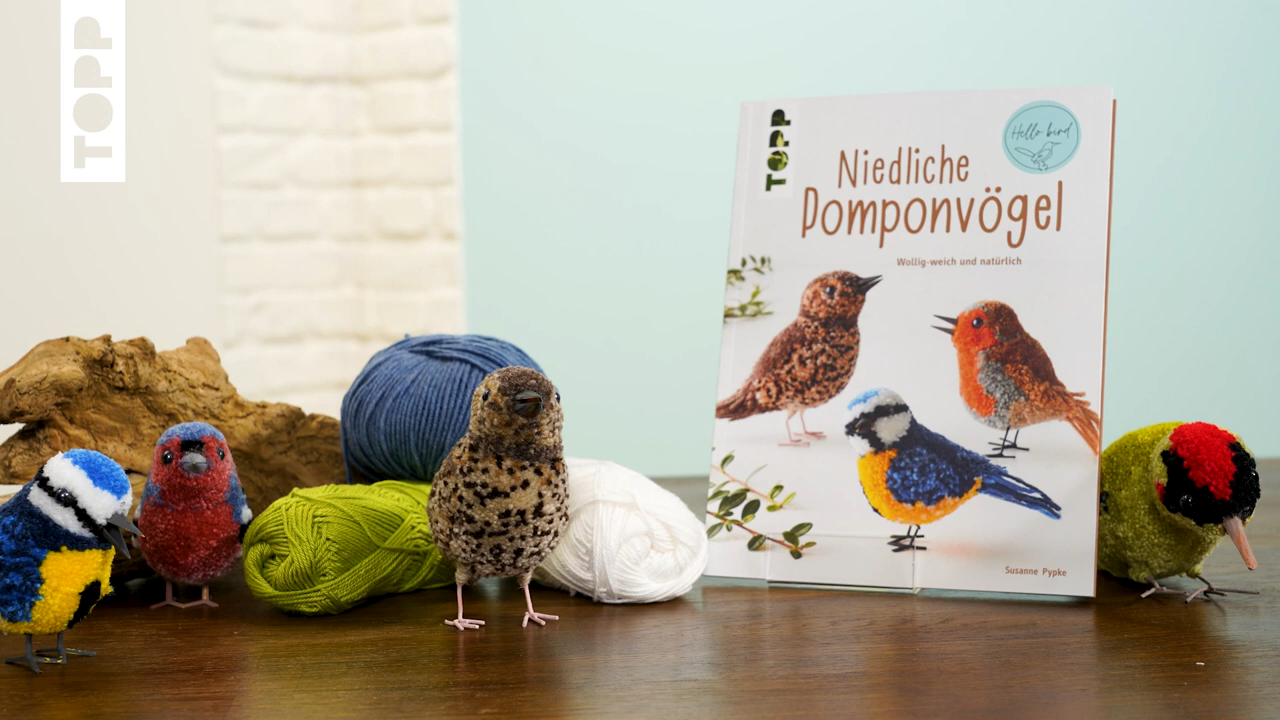 TOPP
TOPP
Hello bird
Niedliche
Pomponvögel
Wollig-weich und natürlich
Susanne Pypke